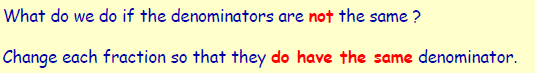 What do we do if the denominators are not the same ?
Change each fraction so that they do have the same denominator.